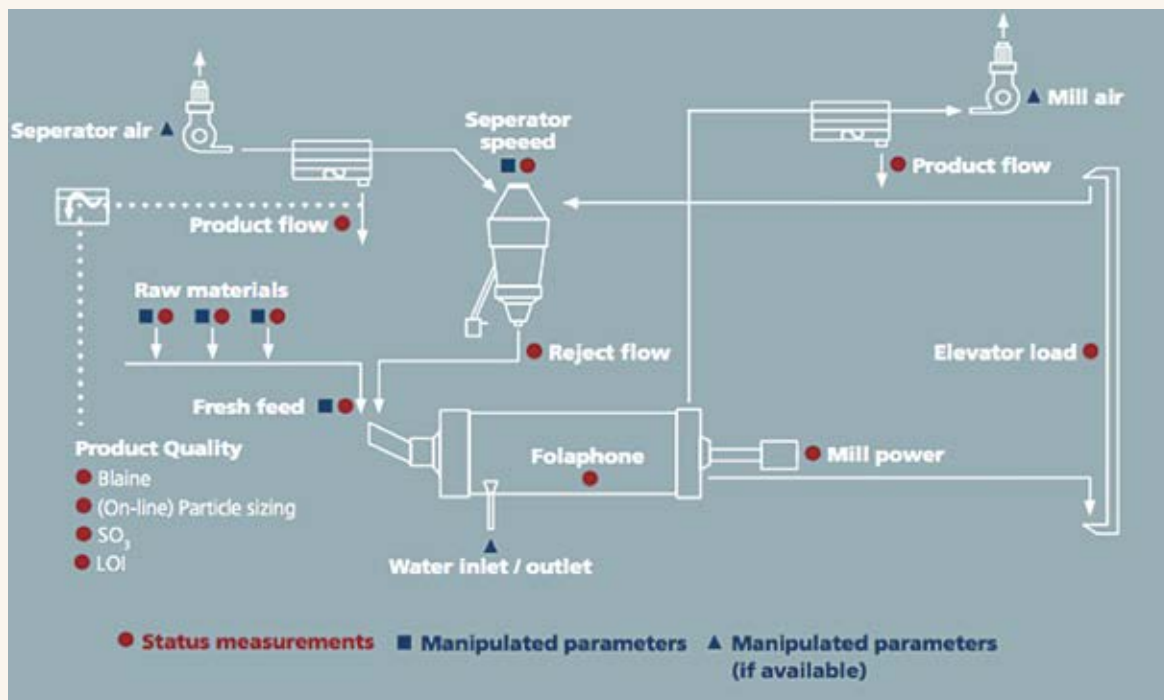 Seperator air
Seperator
speeed
Mill air
Product flow
Product flow
Raw materials
Reject flow
Elevator load
Fresh feed
Product Quality
Blaine
(On-line) Particle sizing
SO₃
LOI
Folaphone
Mill power
Water inlet / outlet
Status measurements
Manipulated parameters
Manipulated parameters
(if available)